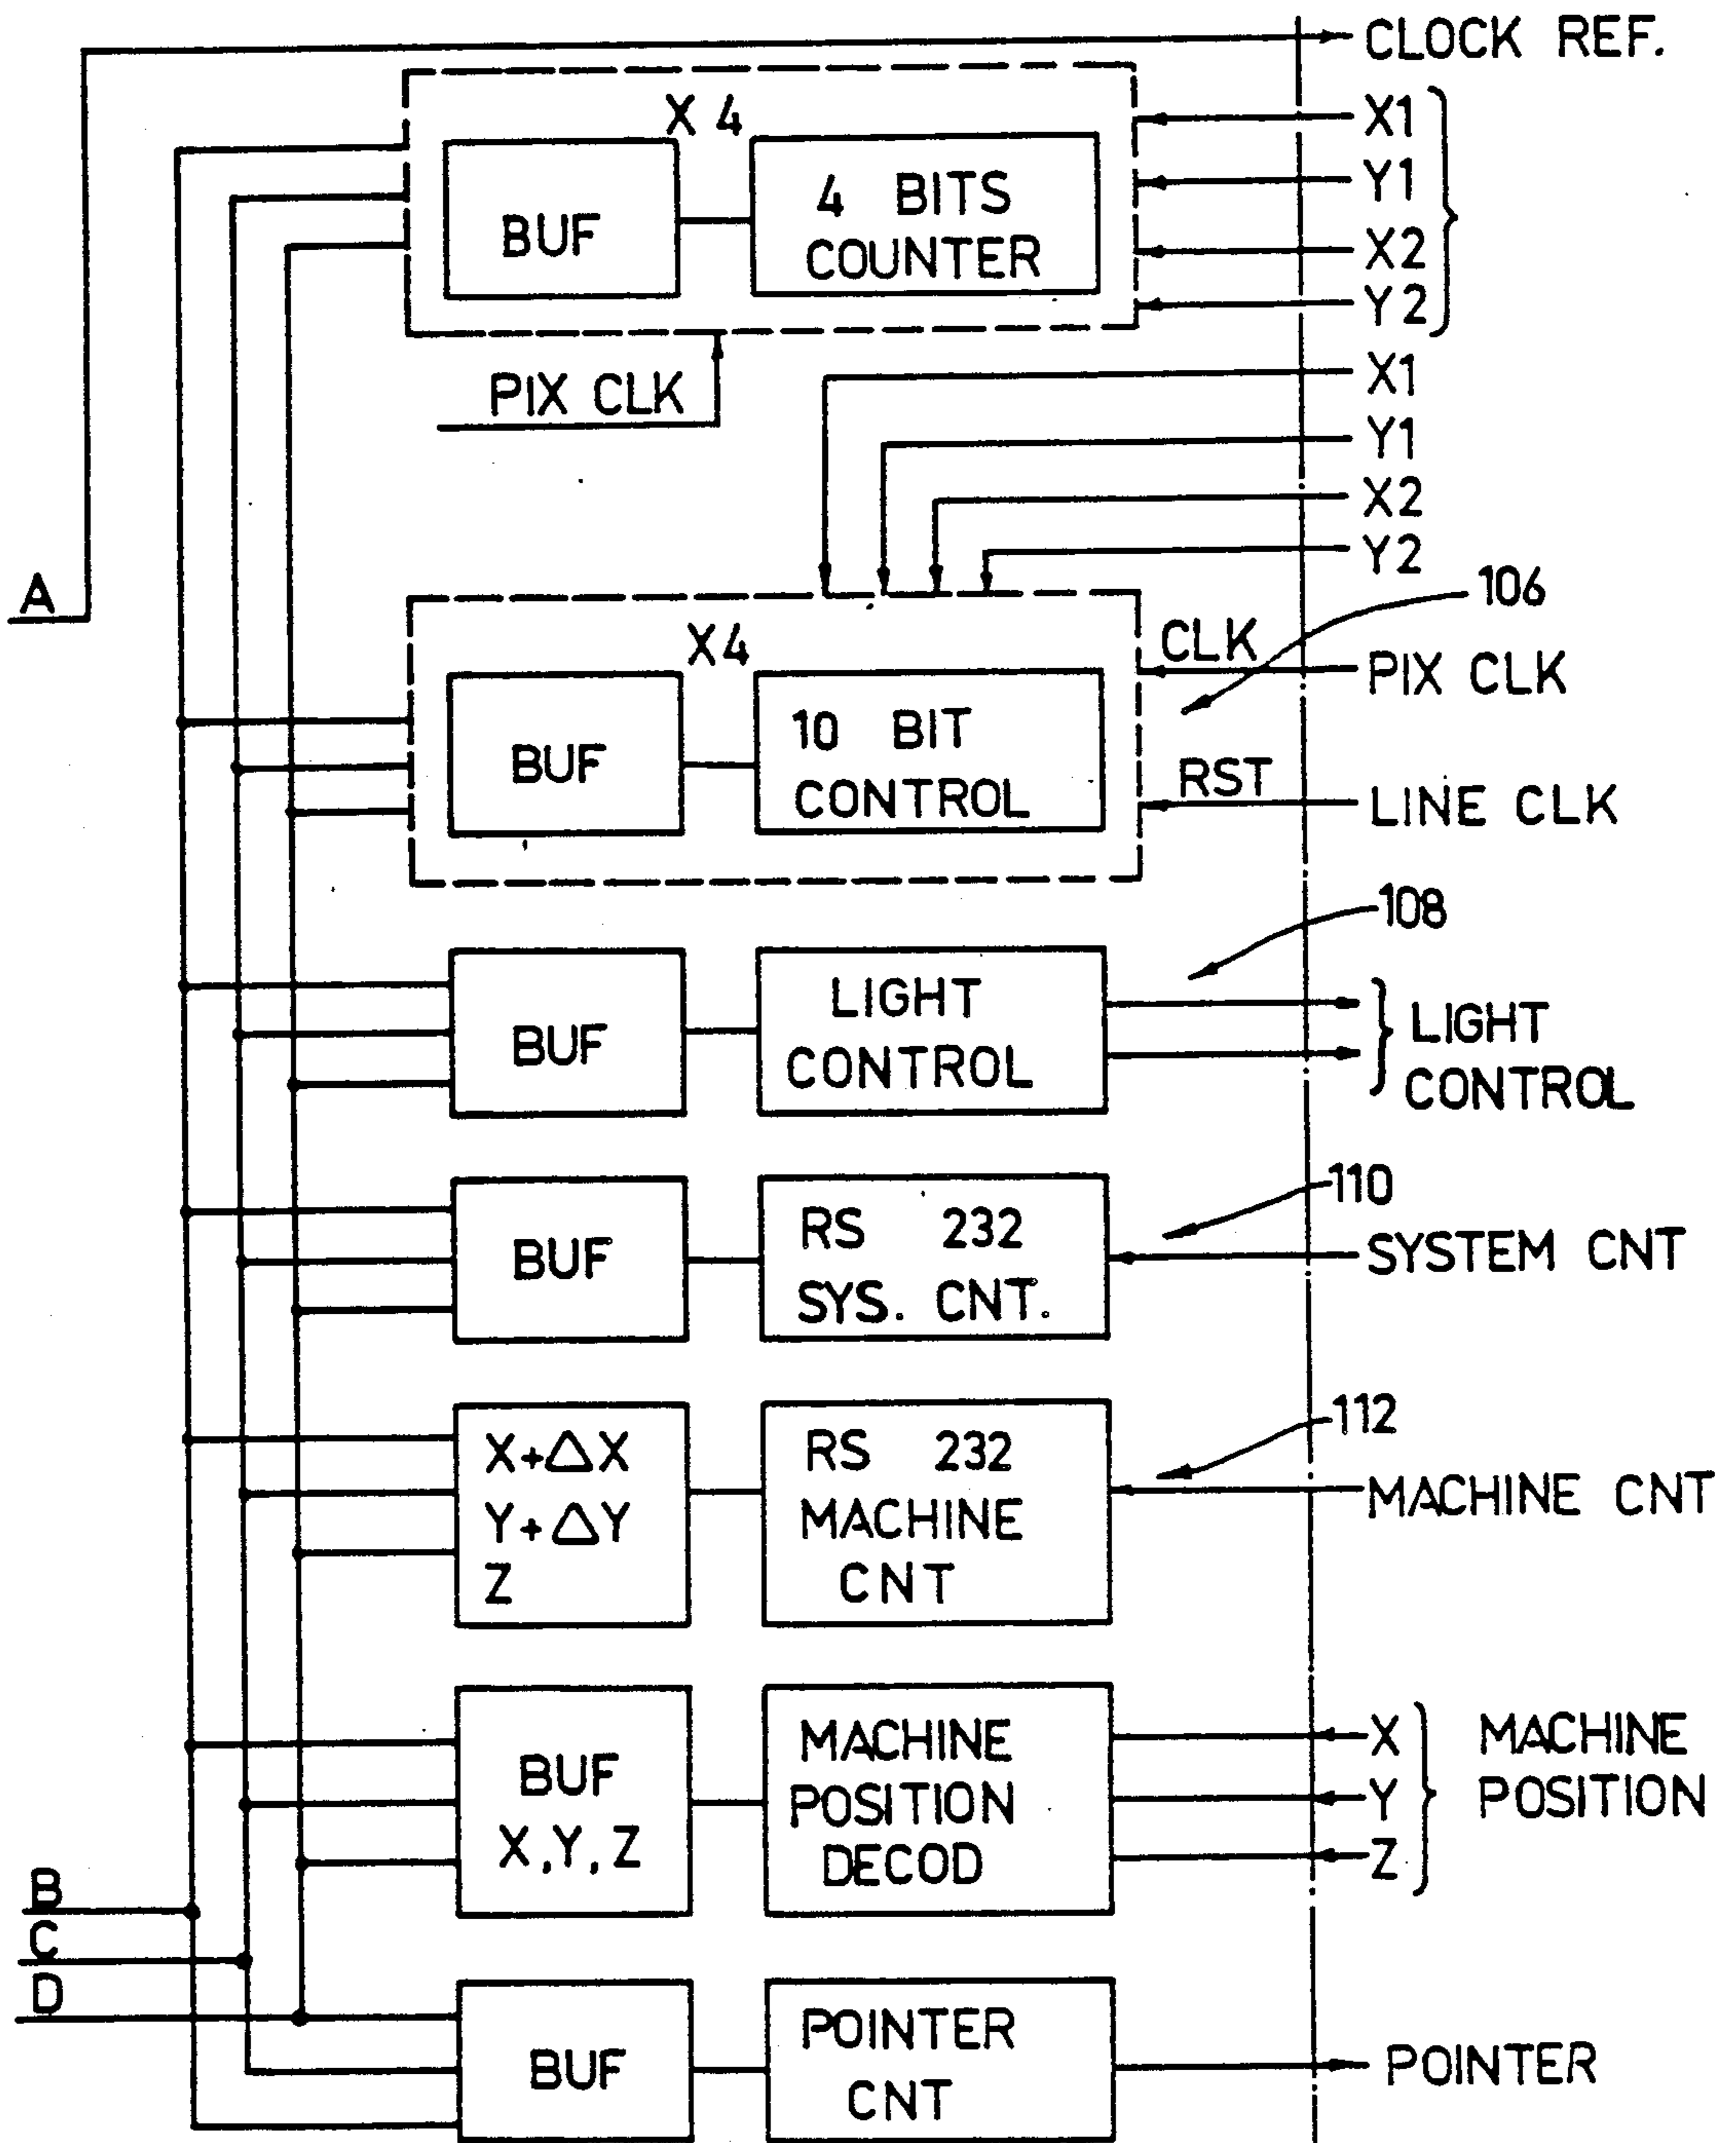 CLOCK REF.
X 4
BUF
4 BITS
COUNTER
X1
Y1
X2
Y2
PIX CLK
X1
Y1
X2
Y2
A
106
X4
BUF
10 BIT
CONTROL
CLK
PIX CLK
RST
LINE CLK
108
BUF
LIGHT
CONTROL
LIGHT
CONTROL
110
BUF
RS 232
SYS. CNT.
SYSTEM CNT
112
X+△X
Y+△Y
Z
RS 232
MACHINE
CNT
MACHINE CNT
BUF
X,Y,Z
MACHINE
POSITION
DECOD
X
Y
Z
MACHINE
POSITION
B
C
D
BUF
POINTER
CNT
POINTER